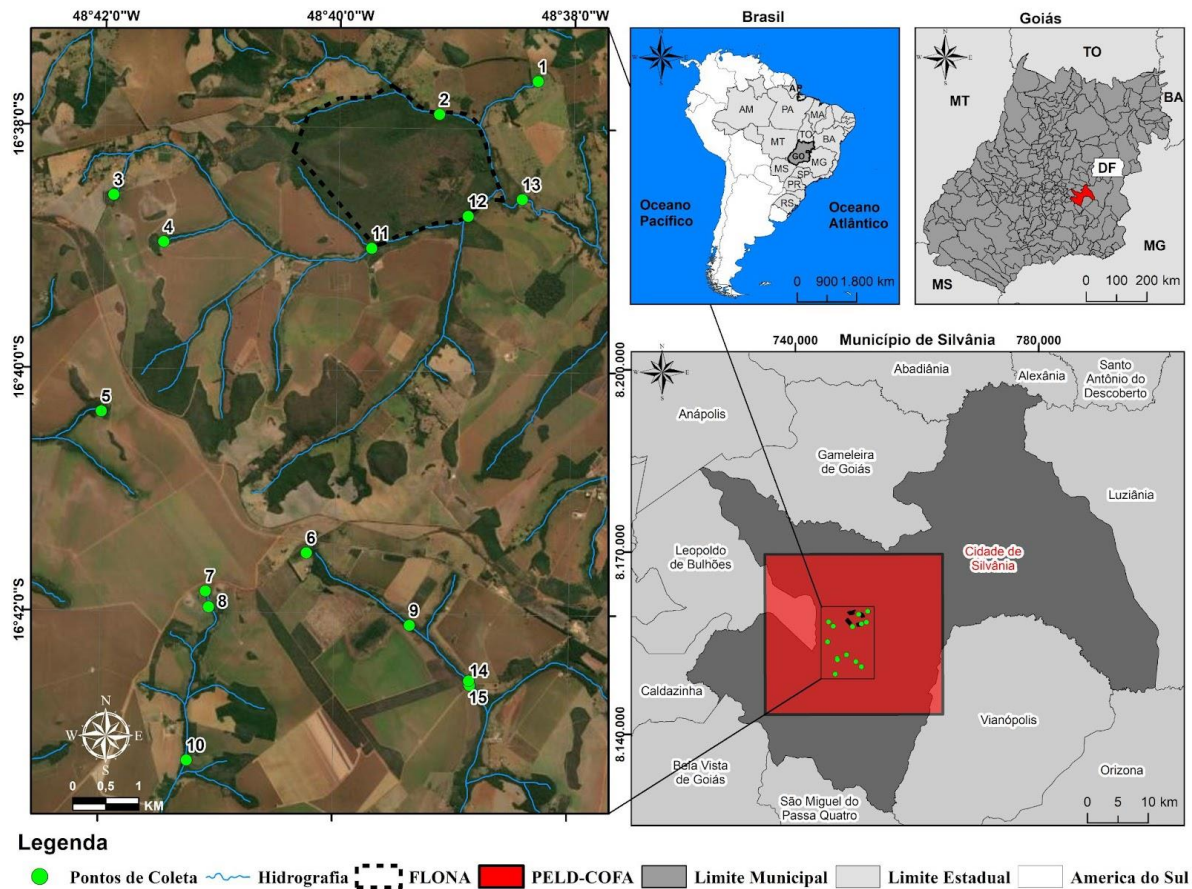 48°42'0"W
48°40'0"W
48°38'0"W
16°38'0"S
16°40'0"S
16°42'0"S
1
2
3
4
5
6
7
8
9
10
11
12
13
14
15
N
W
E
S
0
0,5
1
KM
Brasil
N
W
E
S
AM
PA
MA
TO
MT
BA
GO
MG
MS
SP
PR
RS
Oceano
Pacífico
Oceano
Atlântico
0
900
1.800 km
Goiás
N
W
E
S
TO
MT
BA
DF
MG
MS
0
100
200 km
Município de Silvânia
740,000
780,000
8.200,000
8.170,000
8.140,000
N
W
E
S
Abadiânia
Alexânia
Santo
Antônio do
Descoberto
Anápolis
Gameleira
de Goiás
Luziânia
Leopoldo
de Bulhões
Cidade de
Silvânia
Caldazinha
Vianópolis
Bela Vista
de Goiás
Orizona
São Miguel do
Passa Quatro
0
5
10 km
Legenda
Pontos de Coleta
Hidrografia
FLONA
PELD-COFA
Limite Municipal
Limite Estadual
America do Sul